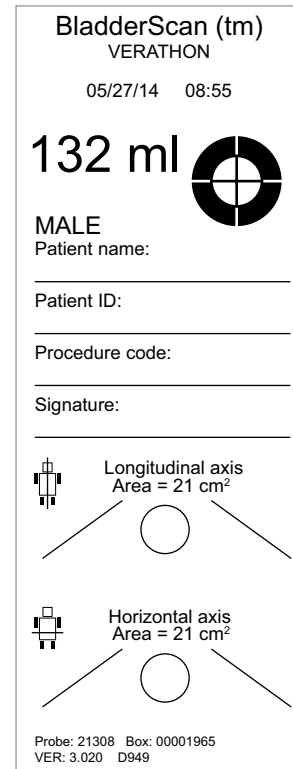 BladderScan (tm)
VERATHON
05/27/14 08:55
132 ml
MALE
Patient name:
Patient ID:
Procedure code:
Signature:
Longitudinal axis
Area = 21 cm²
Horizontal axis
Area = 21 cm²
Probe: 21308 Box: 00001965
VER: 3.020 D949